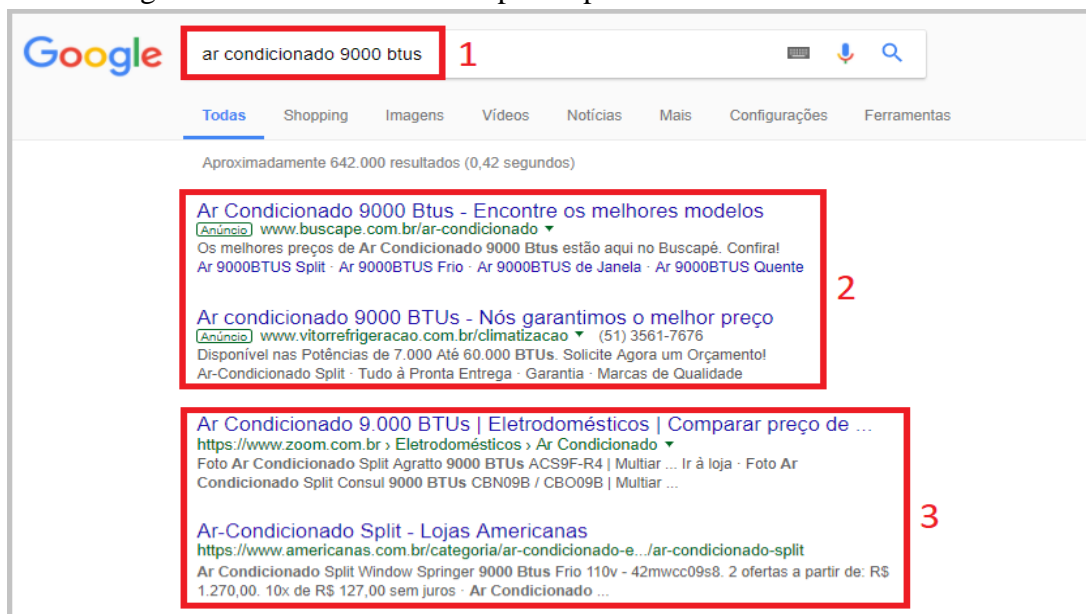 Google
ar condicionado 9000 btus
1
Todas Shopping Imagens Vídeos Notícias Mais Configurações Ferramentas
Aproximadamente 642.000 resultados (0,42 segundos)
Ar Condicionado 9000 Btus - Encontre os melhores modelos
Anúncio www.buscape.com.br/ar-condicionado
Os melhores preços de Ar Condicionado 9000 Btus estão aqui no Buscapé. Confira!
Ar 9000BTUS Split · Ar 9000BTUS Frio · Ar 9000BTUS de Janela · Ar 9000BTUS Quente
2
Ar condicionado 9000 BTUs - Nós garantimos o melhor preço
Anúncio www.vitorrefrigeracao.com.br/climatizacao (51) 3561-7676
Disponível nas Potências de 7.000 Até 60.000 BTUs. Solicite Agora um Orçamento!
Ar-Condicionado Split · Tudo à Pronta Entrega · Garantia · Marcas de Qualidade
Ar Condicionado 9.000 BTUs | Eletrodomésticos | Comparar preço de ...
https://www.zoom.com.br › Eletrodomésticos › Ar Condicionado
Foto Ar Condicionado Split Agratto 9000 BTUs ACS9F-R4 | Multiar ... Ir à loja · Foto Ar
Condicionado Split Consul 9000 BTUs CBN09B / CBO09B | Multiar ...
3
Ar-Condicionado Split - Lojas Americanas
https://www.americanas.com.br/categoria/ar-condicionado-e.../ar-condicionado-split
Ar Condicionado Split Window Springer 9000 Btus Frio 110v - 42mwcc09s8. 2 ofertas a partir de: R$
1.270,00. 10x de R$ 127,00 sem juros · Ar Condicionado ...